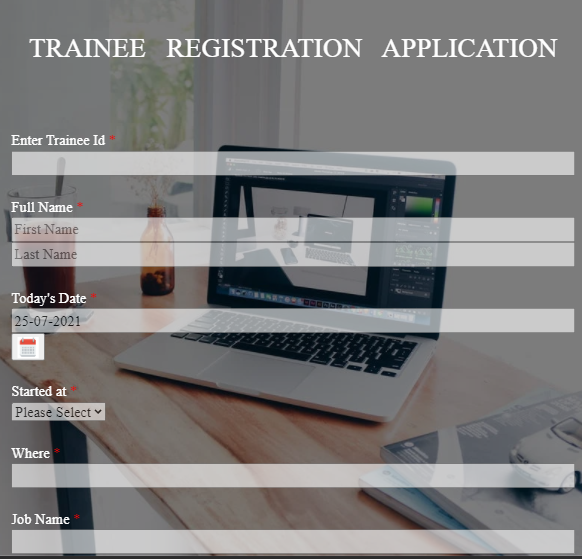 TRAINEE REGISTRATION APPLICATION
Enter Trainee Id *
Full Name *
First Name
Last Name
Today's Date *
25-07-2021
Started at *
Please Select
Where *
Job Name *